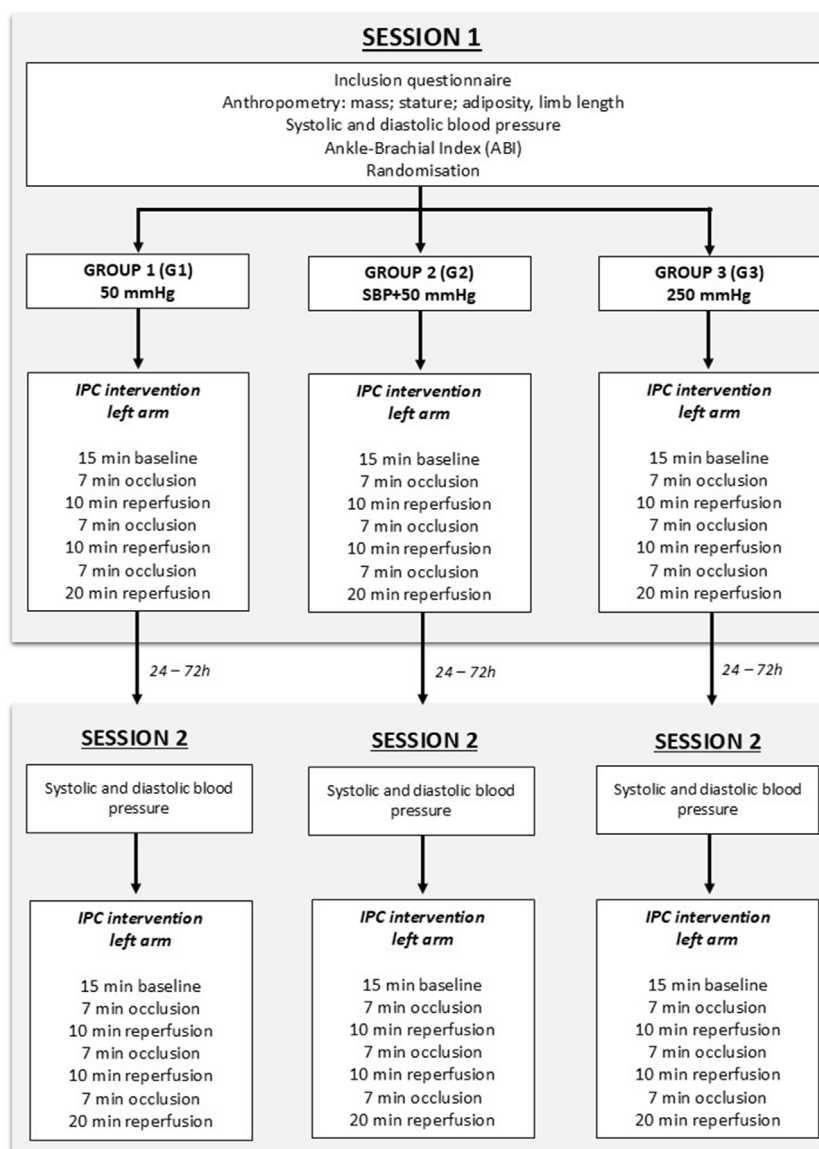 SESSION 1
Inclusion questionnaire
Anthropometry: mass; stature; adiposity, limb length
Systolic and diastolic blood pressure
Ankle-Brachial Index (ABI)
Randomisation
GROUP 1 (G1)
50 mmHg
GROUP 2 (G2)
SBP+50 mmHg
GROUP 3 (G3)
250 mmHg
IPC intervention
left arm
15 min baseline
7 min occlusion
10 min reperfusion
7 min occlusion
10 min reperfusion
7 min occlusion
20 min reperfusion
IPC intervention
left arm
15 min baseline
7 min occlusion
10 min reperfusion
7 min occlusion
10 min reperfusion
7 min occlusion
20 min reperfusion
IPC intervention
left arm
15 min baseline
7 min occlusion
10 min reperfusion
7 min occlusion
10 min reperfusion
7 min occlusion
20 min reperfusion
24 – 72h
24 – 72h
24 – 72h
SESSION 2
Systolic and diastolic blood
pressure
SESSION 2
Systolic and diastolic blood
pressure
SESSION 2
Systolic and diastolic blood
pressure
IPC intervention
left arm
15 min baseline
7 min occlusion
10 min reperfusion
7 min occlusion
10 min reperfusion
7 min occlusion
20 min reperfusion
IPC intervention
left arm
15 min baseline
7 min occlusion
10 min reperfusion
7 min occlusion
10 min reperfusion
7 min occlusion
20 min reperfusion
IPC intervention
left arm
15 min baseline
7 min occlusion
10 min reperfusion
7 min occlusion
10 min reperfusion
7 min occlusion
20 min reperfusion